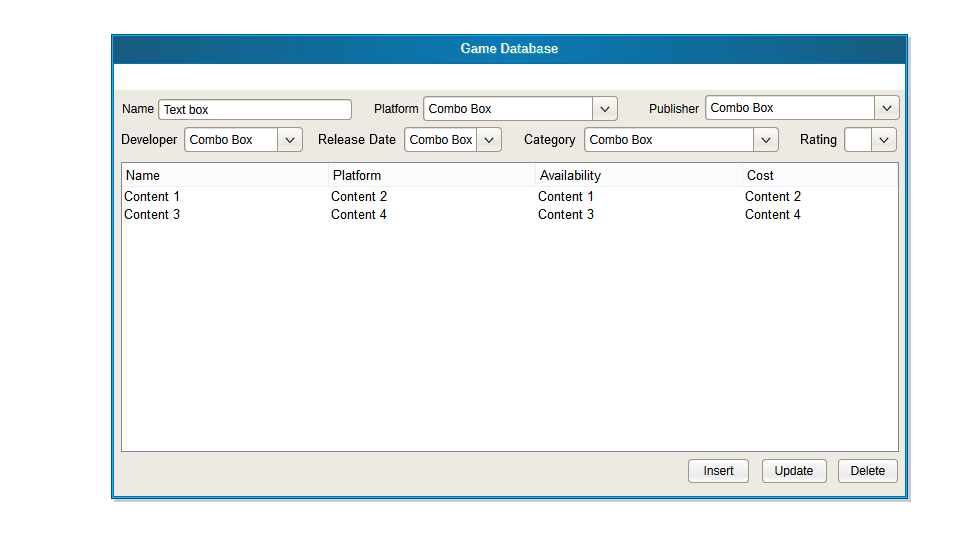 Game Database
Name Text box Platform Combo Box Publisher Combo Box
Developer Combo Box Release Date Combo Box Category Combo Box Rating
Name Platform Availability Cost
Content 1 Content 2 Content 1 Content 2
Content 3 Content 4 Content 3 Content 4
Insert Update Delete